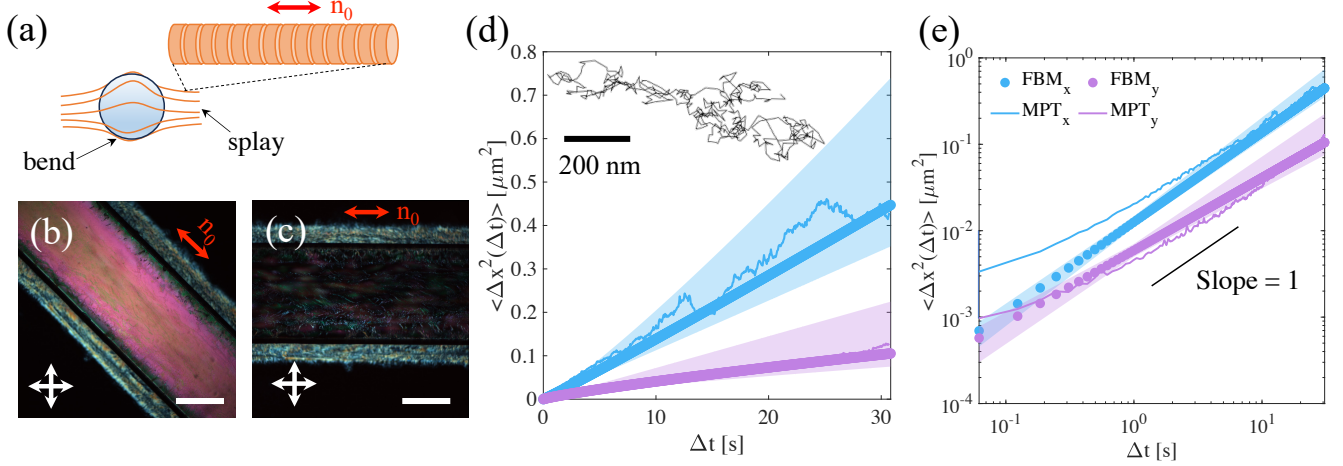 (a)
n₀
bend
splay
(b)
n₀
(c)
n₀
(d)
<Δx²(Δt)> [μm²]
0.8
0.7
0.6
0.5
0.4
0.3
0.2
0.1
0
200 nm
0 10 20 30
Δt [s]
(e)
<Δx²(Δt)> [μm²]
10⁰
10⁻¹
10⁻²
10⁻³
10⁻⁴
FBMₓ FBMᵧ
MPTₓ MPTᵧ
Slope = 1
10⁻¹ 10⁰ 10¹
Δt [s]